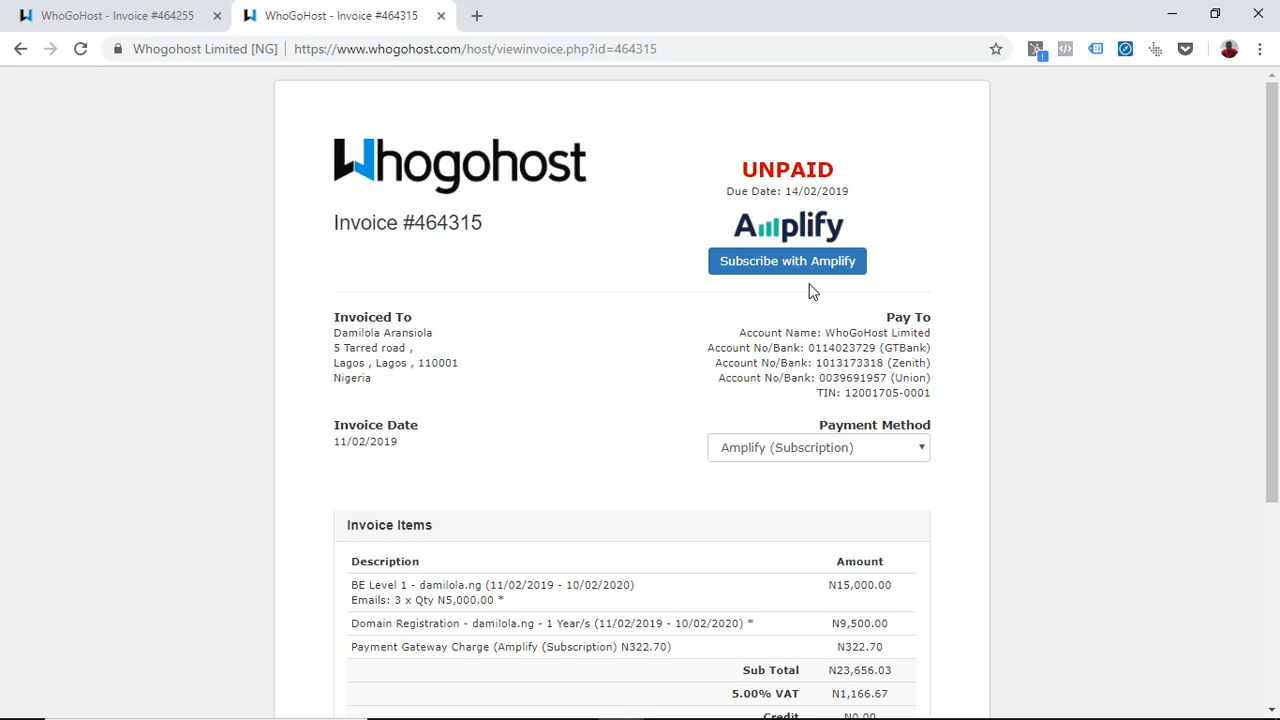 WhoGoHost - Invoice #464255
WhoGoHost - Invoice #464315
Whogohost Limited [NG] https://www.whogohost.com/host/viewinvoice.php?id=464315
Whogohost
UNPAID
Due Date: 14/02/2019
Amplify
Invoice #464315
Subscribe with Amplify
Invoiced To
Damilola Aransiola
5 Tarred road ,
Lagos , Lagos , 110001
Nigeria
Pay To
Account Name: WhoGoHost Limited
Account No/Bank: 0114023729 (GTBank)
Account No/Bank: 1013173318 (Zenith)
Account No/Bank: 0039691957 (Union)
TIN: 12001705-0001
Invoice Date
11/02/2019
Payment Method
Amplify (Subscription)
Invoice Items
Description Amount
BE Level 1 - damilola.ng (11/02/2019 - 10/02/2020) N15,000.00
Emails: 3 x Qty N5,000.00 *
Domain Registration - damilola.ng - 1 Year/s (11/02/2019 - 10/02/2020) * N9,500.00
Payment Gateway Charge (Amplify (Subscription) N322.70) N322.70
Sub Total N23,656.03
5.00% VAT N1,166.67
Credit N0.00